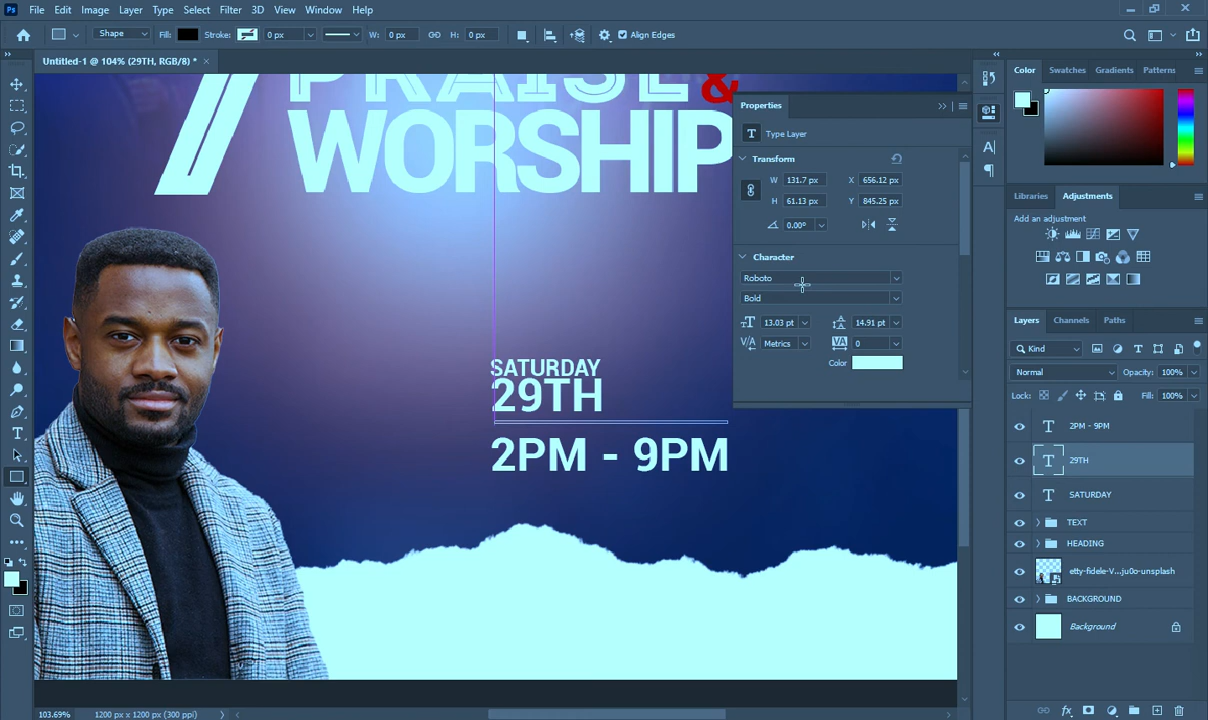 Ps File Edit Image Layer Type Select Filter 3D View Window Help
Shape Fill: Stroke: 0 px W: 0 px H: 0 px Align Edges
Untitled-1 @ 104% (29TH, RGB/8) * ×
PRAISE &
WORSHIP
SATURDAY
29TH
2PM - 9PM
Properties
T Type Layer
Transform
W 131.7 px X 656.12 px
H 61.13 px Y 845.25 px
0.00°
Character
Roboto
Bold
13.03 pt 14.91 pt
Metrics 0
Color
Color Swatches Gradients Patterns
Libraries Adjustments
Add an adjustment
Layers Channels Paths
Kind
Normal Opacity: 100%
Lock: Fill: 100%
T 2PM - 9PM
T 29TH
T SATURDAY
TEXT
HEADING
etty-fidele-V...ju0o-unsplash
BACKGROUND
Background
103.69% 1200 px x 1200 px (300 ppi)